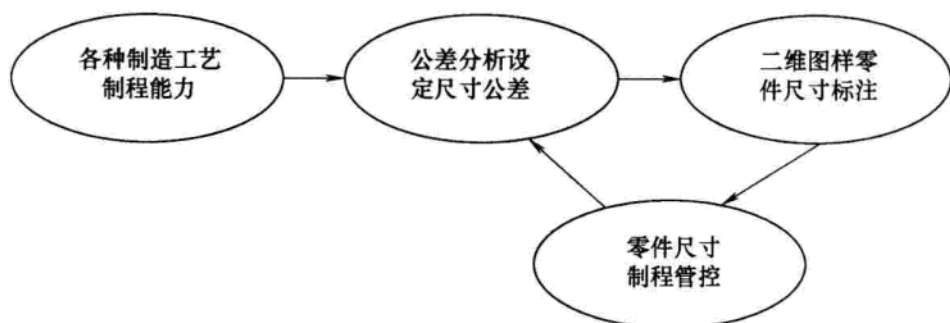 各种制造工艺
制程能力
公差分析设
定尺寸公差
二维图样零
件尺寸标注
零件尺寸
制程管控